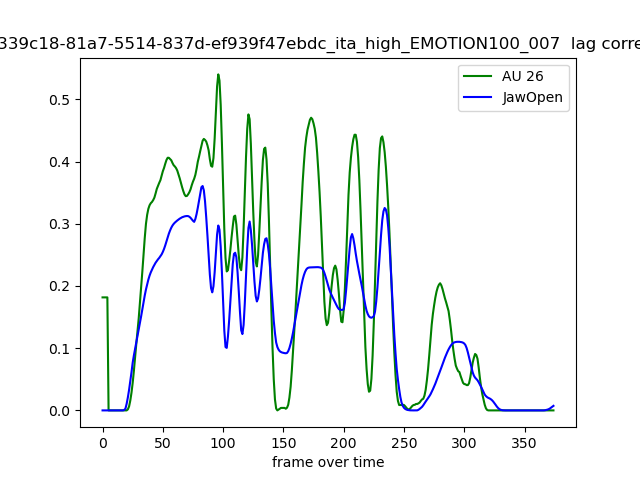 339c18-81a7-5514-837d-ef939f47ebdc_ita_high_EMOTION100_007 lag corre
AU 26
JawOpen
0.5
0.4
0.3
0.2
0.1
0.0
0 50 100 150 200 250 300 350
frame over time